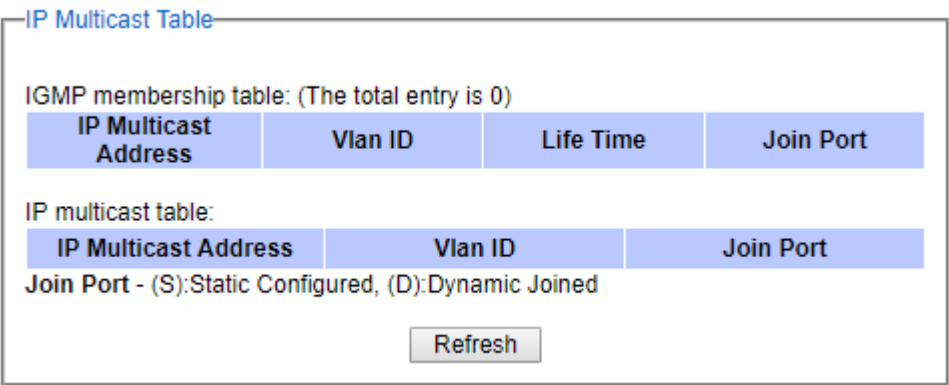 IP Multicast Table
IGMP membership table: (The total entry is 0)
IP Multicast Address Vlan ID Life Time Join Port
IP multicast table:
IP Multicast Address Vlan ID Join Port
Join Port - (S):Static Configured, (D):Dynamic Joined
Refresh